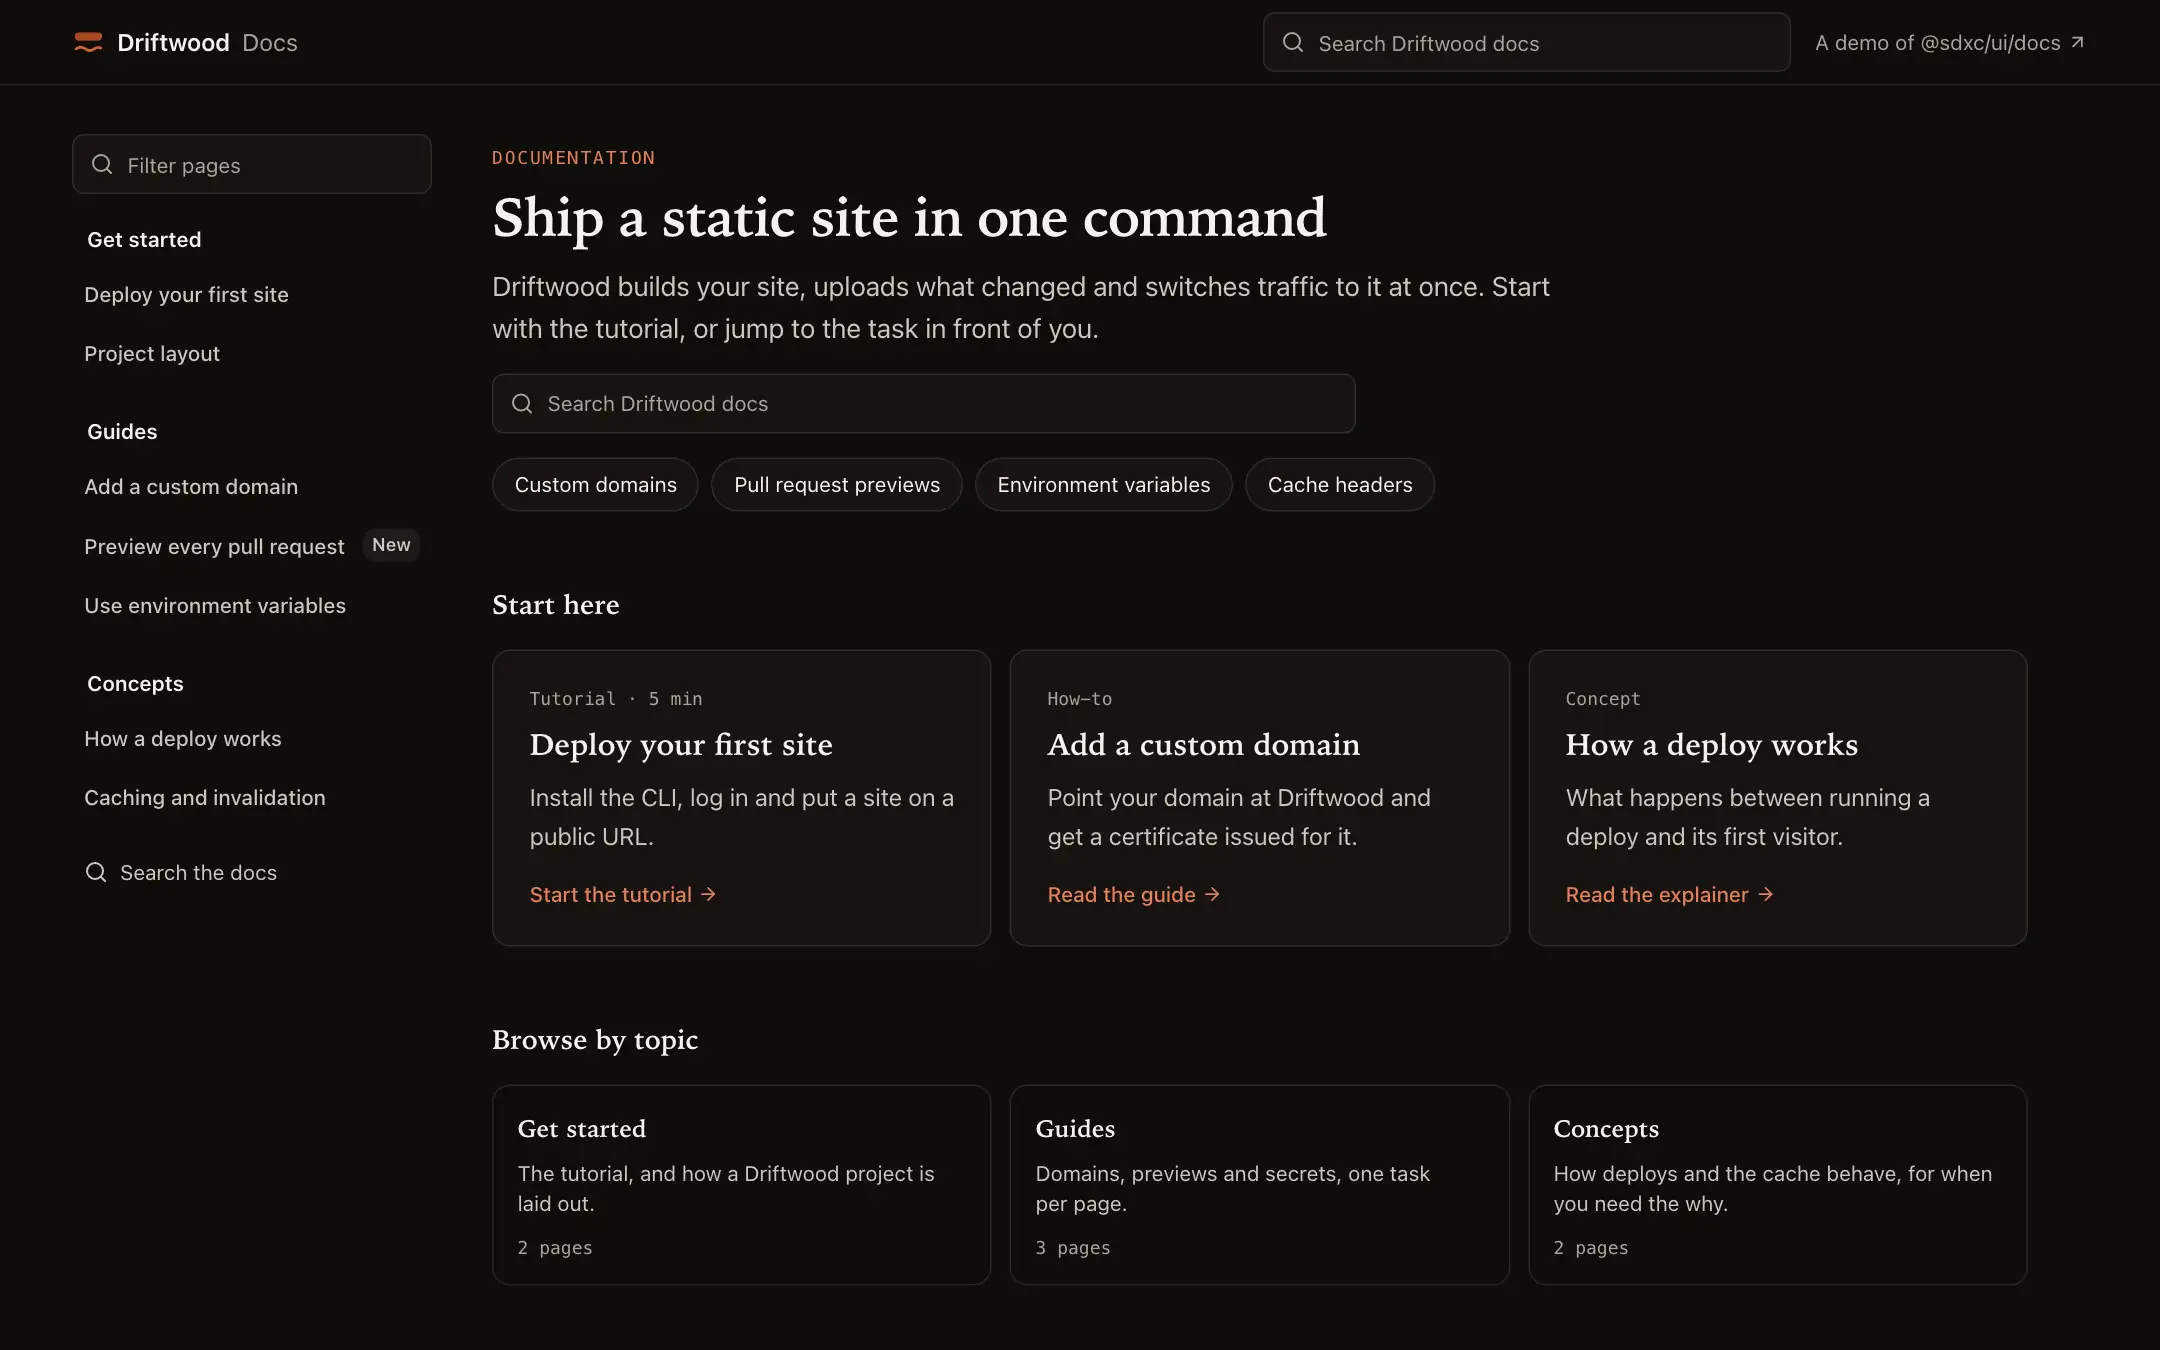 Driftwood Docs
Search Driftwood docs
A demo of @sdxc/ui/docs ↗
Filter pages
Get started
Deploy your first site
Project layout
Guides
Add a custom domain
Preview every pull request New
Use environment variables
Concepts
How a deploy works
Caching and invalidation
Search the docs
DOCUMENTATION
Ship a static site in one command
Driftwood builds your site, uploads what changed and switches traffic to it at once. Start
with the tutorial, or jump to the task in front of you.
Search Driftwood docs
Custom domains
Pull request previews
Environment variables
Cache headers
Start here
Tutorial · 5 min
Deploy your first site
Install the CLI, log in and put a site on a
public URL.
Start the tutorial →
How-to
Add a custom domain
Point your domain at Driftwood and
get a certificate issued for it.
Read the guide →
Concept
How a deploy works
What happens between running a
deploy and its first visitor.
Read the explainer →
Browse by topic
Get started
The tutorial, and how a Driftwood project is
laid out.
2 pages
Guides
Domains, previews and secrets, one task
per page.
3 pages
Concepts
How deploys and the cache behave, for when
you need the why.
2 pages